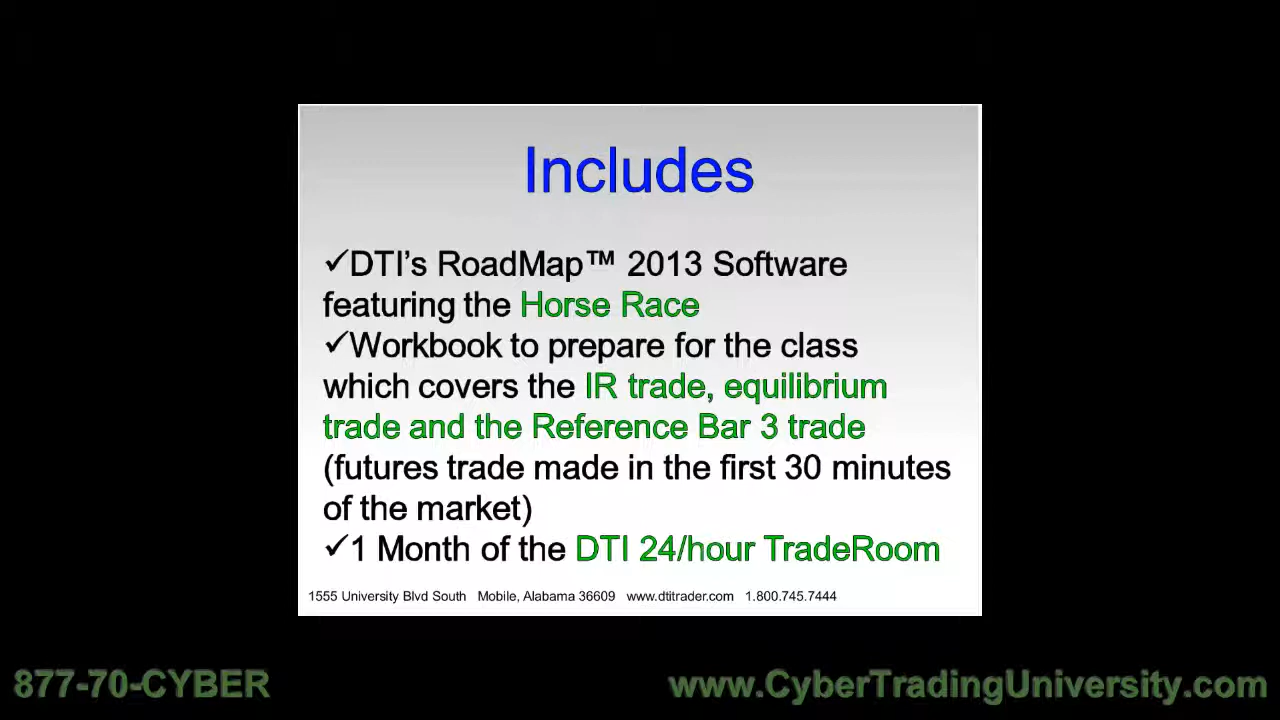 Includes
✓DTI's RoadMap™ 2013 Software
featuring the Horse Race
✓Workbook to prepare for the class
which covers the IR trade, equilibrium
trade and the Reference Bar 3 trade
(futures trade made in the first 30 minutes
of the market)
✓1 Month of the DTI 24/hour TradeRoom
1555 University Blvd South Mobile, Alabama 36609 www.dtitrader.com 1.800.745.7444
877-70-CYBER www.CyberTradingUniversity.com